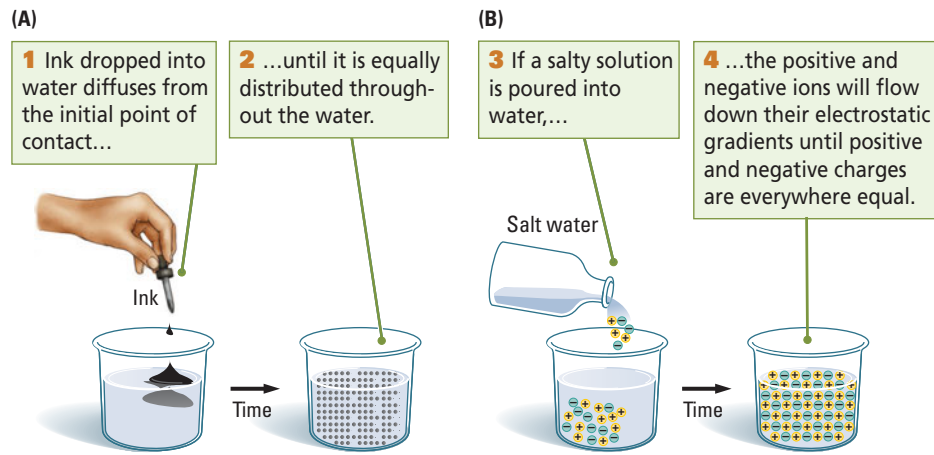 (A)
1 Ink dropped into
water diffuses from
the initial point of
contact…
2 …until it is equally
distributed through-
out the water.
Ink
Time
(B)
3 If a salty solution
is poured into
water,…
4 …the positive and
negative ions will flow
down their electrostatic
gradients until positive
and negative charges
are everywhere equal.
Salt water
Time